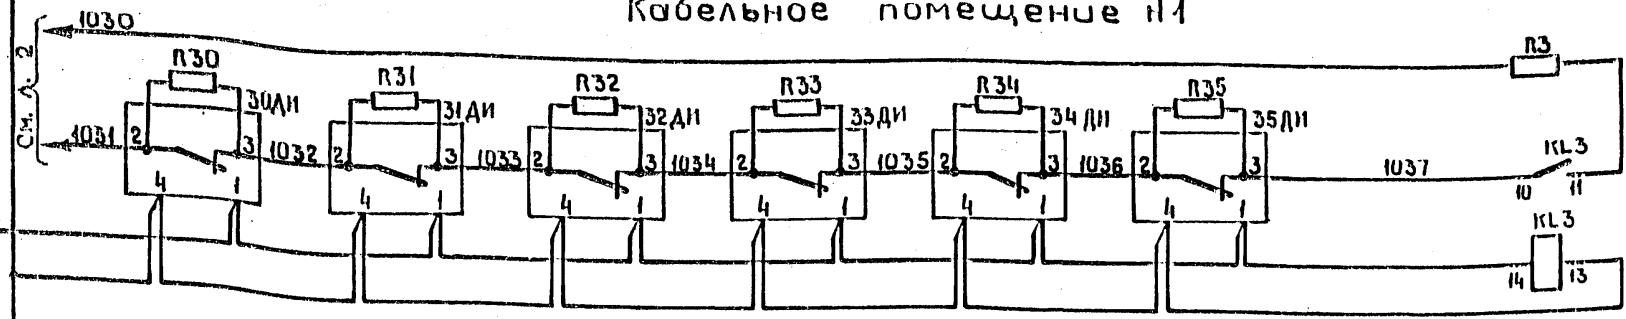 Кабельное помещение N1
1030
См. л. 2
R3
R30 R31 R32 R33 R34 R35
30ДИ 31ДИ 32ДИ 33ДИ 34ДИ 35ДИ
KL3
1031 2 3 1032 2 3 1033 2 3 1034 2 3 1035 2 3 1036 2 3 1037 10 11
4 1 4 1 4 1 4 1 4 1 4 1
KL3
14 13